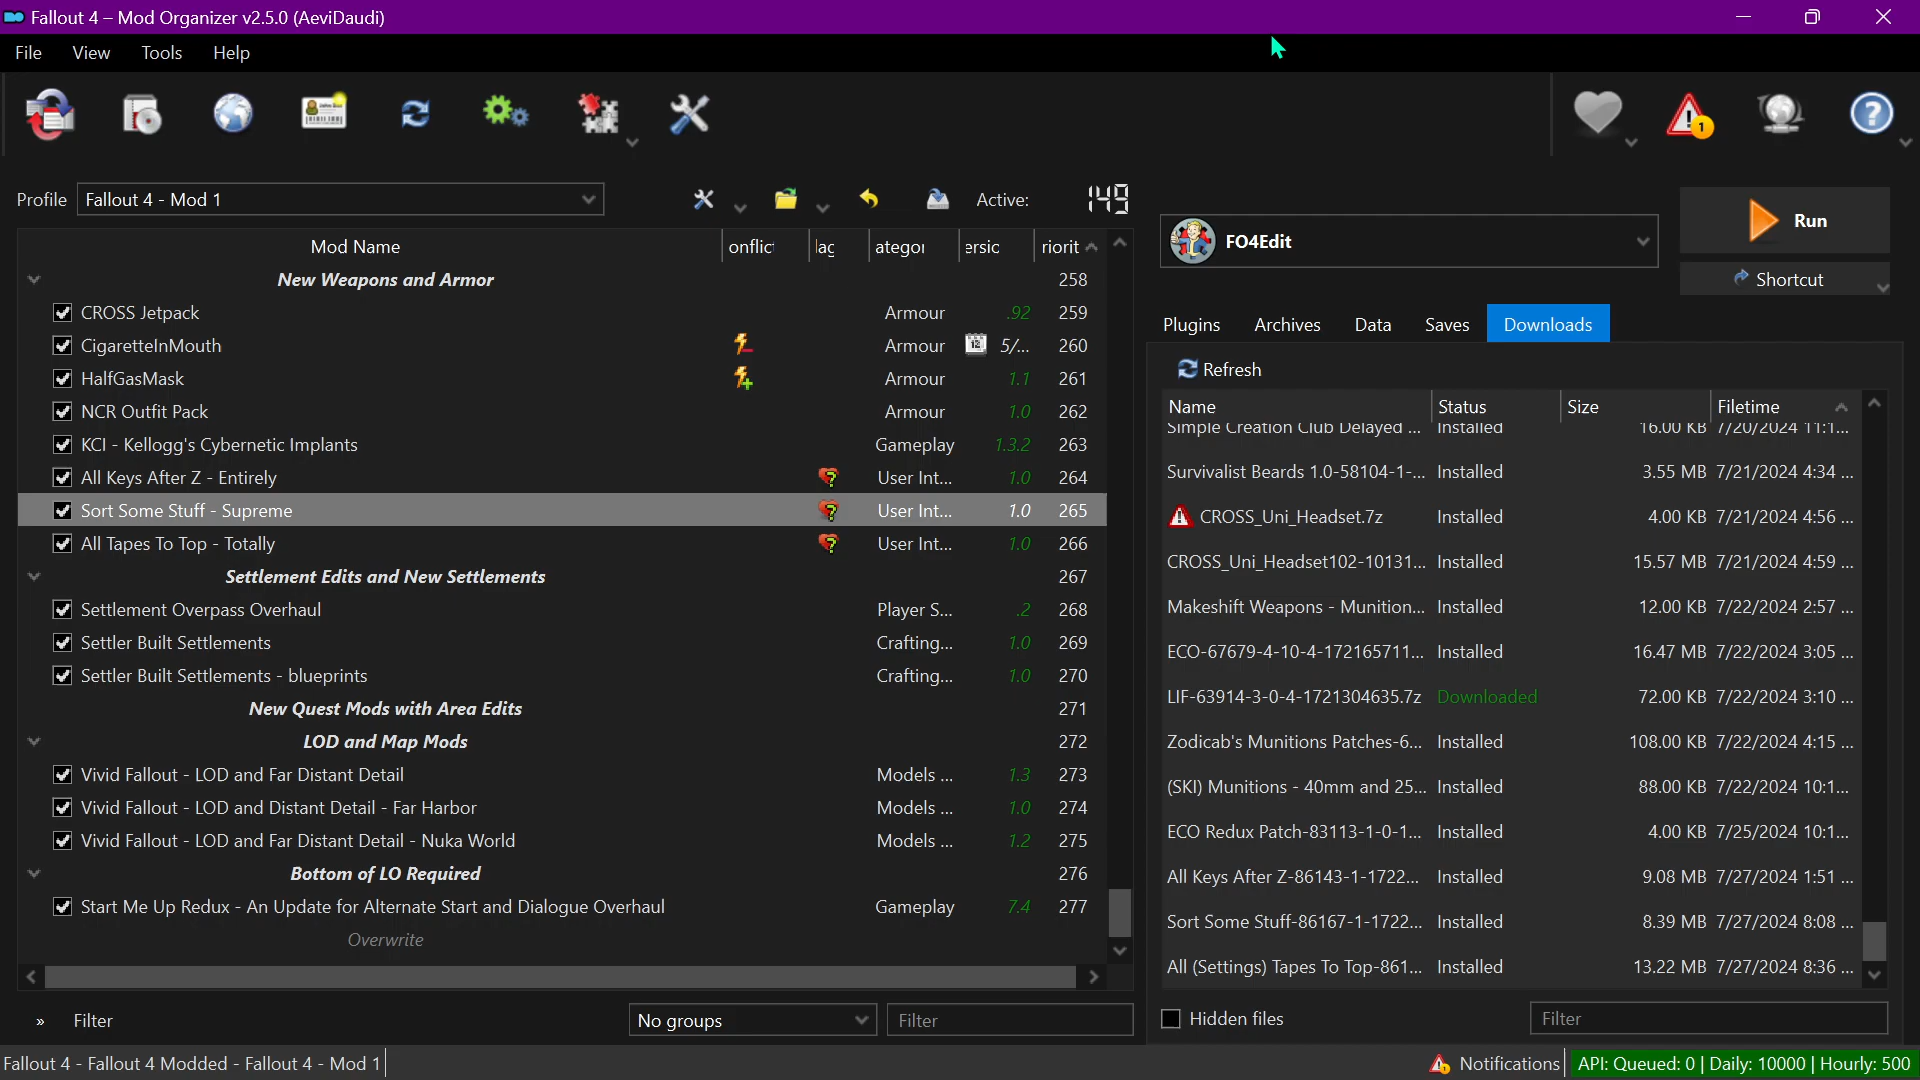 Fallout 4 – Mod Organizer v2.5.0 (AeviDaudi)
File View Tools Help
1
Profile Fallout 4 - Mod 1 Active: 149
Mod Name onflict lag ategor ersic riorit
New Weapons and Armor 258
CROSS Jetpack Armour .92 259
CigaretteInMouth Armour 5/... 260
HalfGasMask Armour 1.1 261
NCR Outfit Pack Armour 1.0 262
KCI - Kellogg's Cybernetic Implants Gameplay 1.3.2 263
All Keys After Z - Entirely User Int... 1.0 264
Sort Some Stuff - Supreme User Int... 1.0 265
All Tapes To Top - Totally User Int... 1.0 266
Settlement Edits and New Settlements 267
Settlement Overpass Overhaul Player S... .2 268
Settler Built Settlements Crafting... 1.0 269
Settler Built Settlements - blueprints Crafting... 1.0 270
New Quest Mods with Area Edits 271
LOD and Map Mods 272
Vivid Fallout - LOD and Far Distant Detail Models ... 1.3 273
Vivid Fallout - LOD and Distant Detail - Far Harbor Models ... 1.0 274
Vivid Fallout - LOD and Far Distant Detail - Nuka World Models ... 1.2 275
Bottom of LO Required 276
Start Me Up Redux - An Update for Alternate Start and Dialogue Overhaul Gameplay 7.4 277
Overwrite
» Filter No groups Filter
FO4Edit
Run
Shortcut
Plugins Archives Data Saves Downloads
Refresh
Name Status Size Filetime
Simple Creation Club Delayed ... Installed 16.00 KB 7/20/2024 11:1...
Survivalist Beards 1.0-58104-1-... Installed 3.55 MB 7/21/2024 4:34 ...
CROSS_Uni_Headset.7z Installed 4.00 KB 7/21/2024 4:56 ...
CROSS_Uni_Headset102-10131... Installed 15.57 MB 7/21/2024 4:59 ...
Makeshift Weapons - Munition... Installed 12.00 KB 7/22/2024 2:57 ...
ECO-67679-4-10-4-172165711... Installed 16.47 MB 7/22/2024 3:05 ...
LIF-63914-3-0-4-1721304635.7z Downloaded 72.00 KB 7/22/2024 3:10 ...
Zodicab's Munitions Patches-6... Installed 108.00 KB 7/22/2024 4:15 ...
(SKI) Munitions - 40mm and 25... Installed 88.00 KB 7/22/2024 10:1...
ECO Redux Patch-83113-1-0-1... Installed 4.00 KB 7/25/2024 10:1...
All Keys After Z-86143-1-1722... Installed 9.08 MB 7/27/2024 1:51 ...
Sort Some Stuff-86167-1-1722... Installed 8.39 MB 7/27/2024 8:08 ...
All (Settings) Tapes To Top-861... Installed 13.22 MB 7/27/2024 8:36 ...
Hidden files Filter
Fallout 4 - Fallout 4 Modded - Fallout 4 - Mod 1 Notifications API: Queued: 0 | Daily: 10000 | Hourly: 500